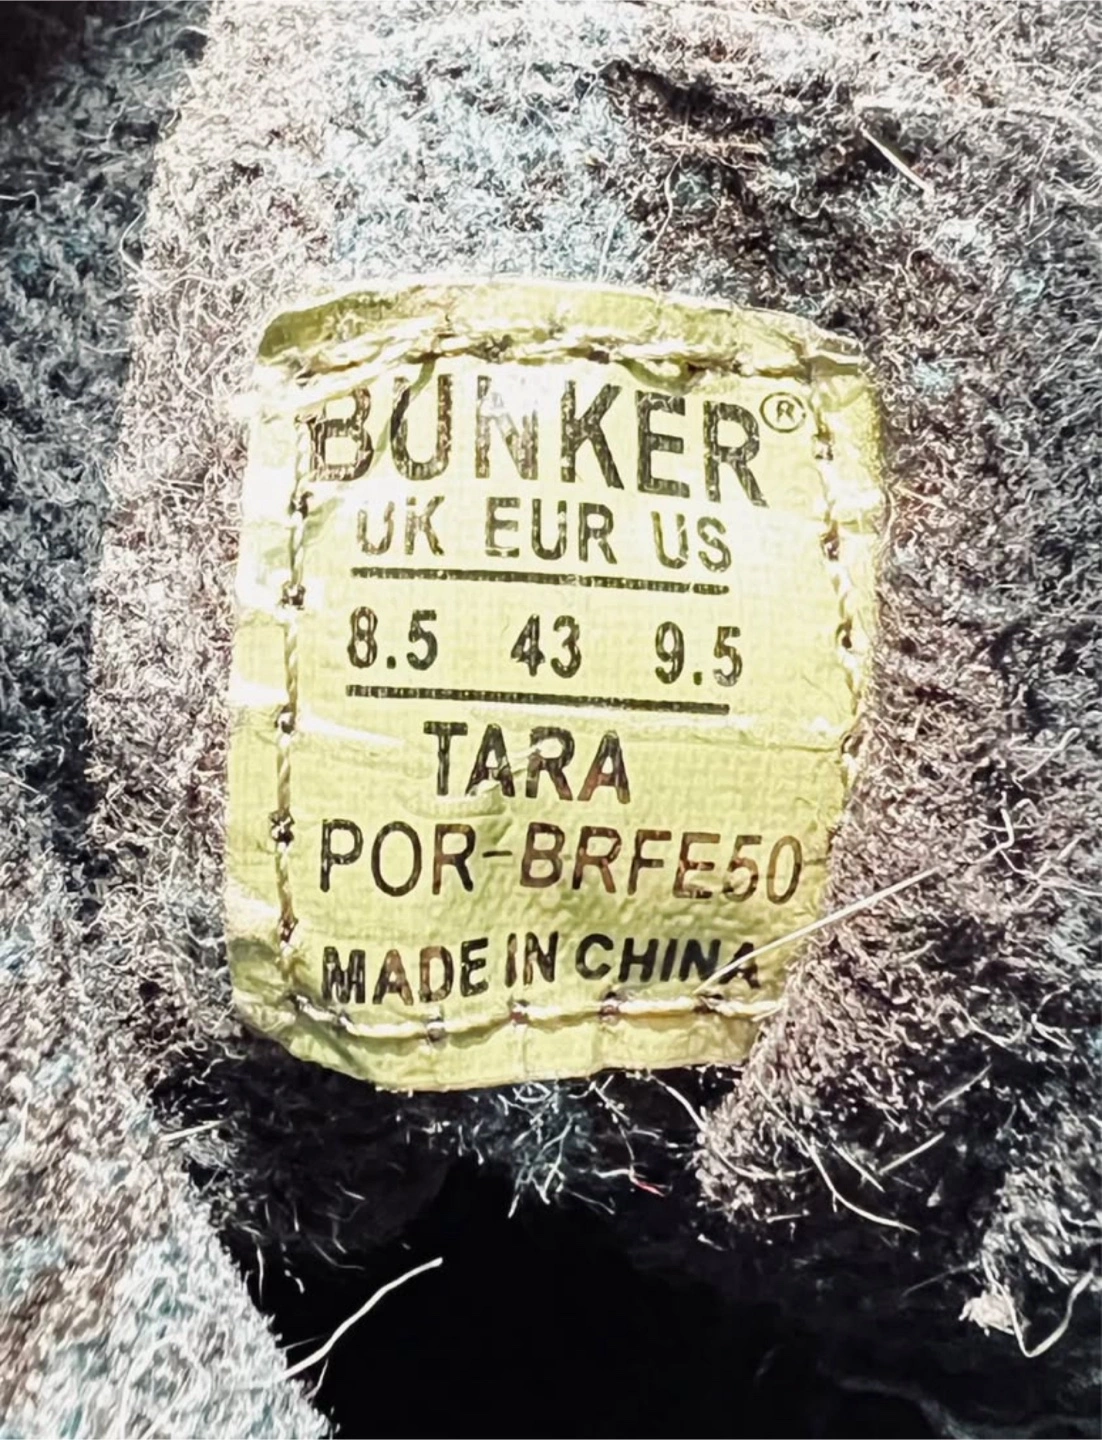 BUNKER®
UK EUR US
8.5 43 9.5
TARA
POR-BRFE50
MADE IN CHINA